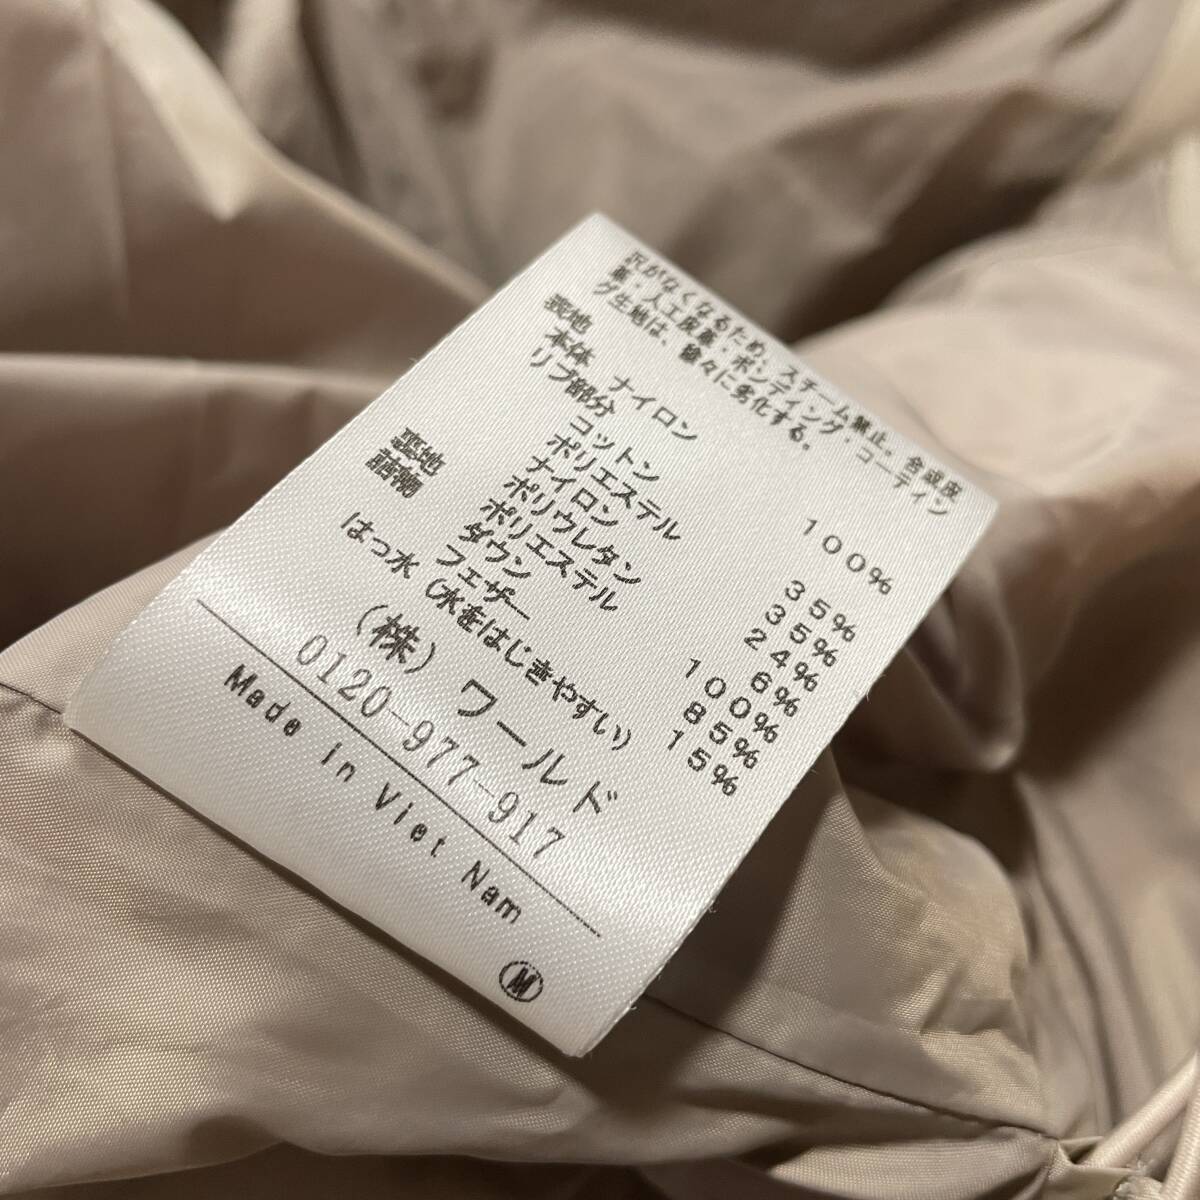 沢がなくなるため、スチーム禁止。合成皮
革・人工皮革・ボンディング・コーティン
グ生地は、徐々に劣化する。
表地
本体 ナイロン 100%
リブ部分
コットン 35%
ポリエステル 35%
ナイロン 24%
ポリウレタン 6%
裏地 ポリエステル 100%
詰物 ダウン 85%
フェザー 15%
はっ水（水をはじきやすい）
（株）ワールド
0120-977-917
Made in Viet Nam
M